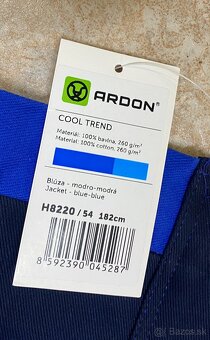 ARDON®
COOL TREND
Materiál: 100% bavlna, 260 g/m²
Material: 100% cotton, 260 g/m²
Blúza - modro-modrá
Jacket - blue-blue
H8220 / 54 182cm
8 592390 045287
© Bazos.sk